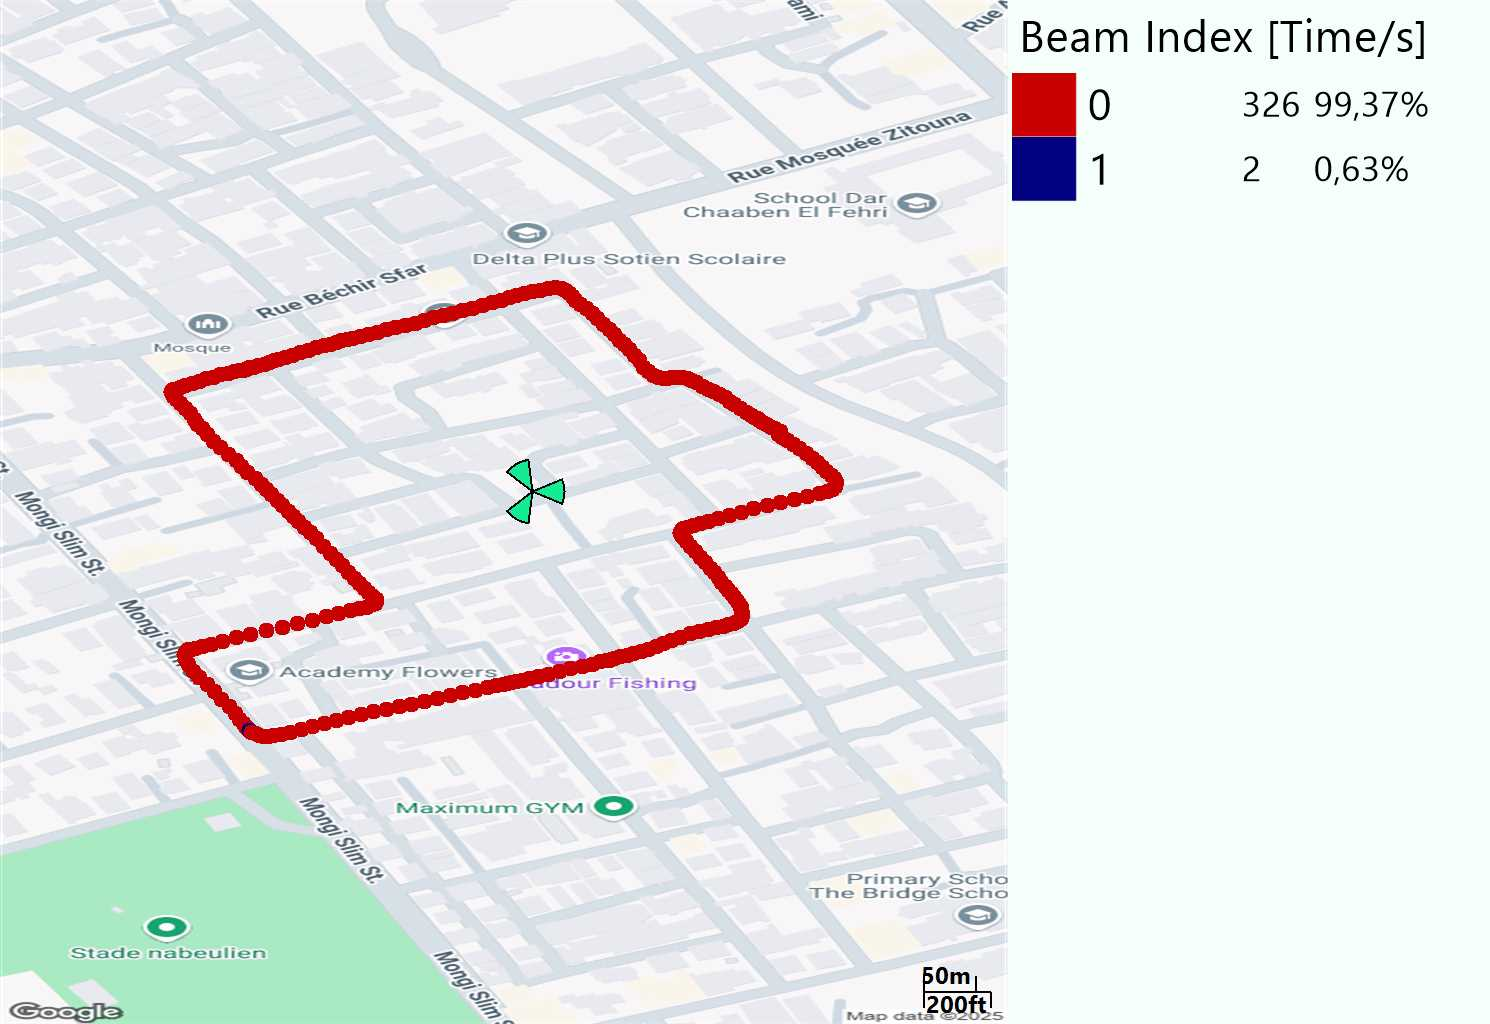 Beam Index [Time/s]
0 326 99,37%
1 2 0,63%
Rue Mosquée Zitouna
School Dar
Chaaben El Fehri
Delta Plus Sotien Scolaire
Rue Béchir Sfar
Mosque
Mongi Slim St.
Mongi Slim
Academy Flowers
adour Fishing
Maximum GYM
Mongi Slim St.
Primary Scho
The Bridge Scho
Stade nabeulien
Mongi Slim S
50m
200ft
Google
Map data ©2025